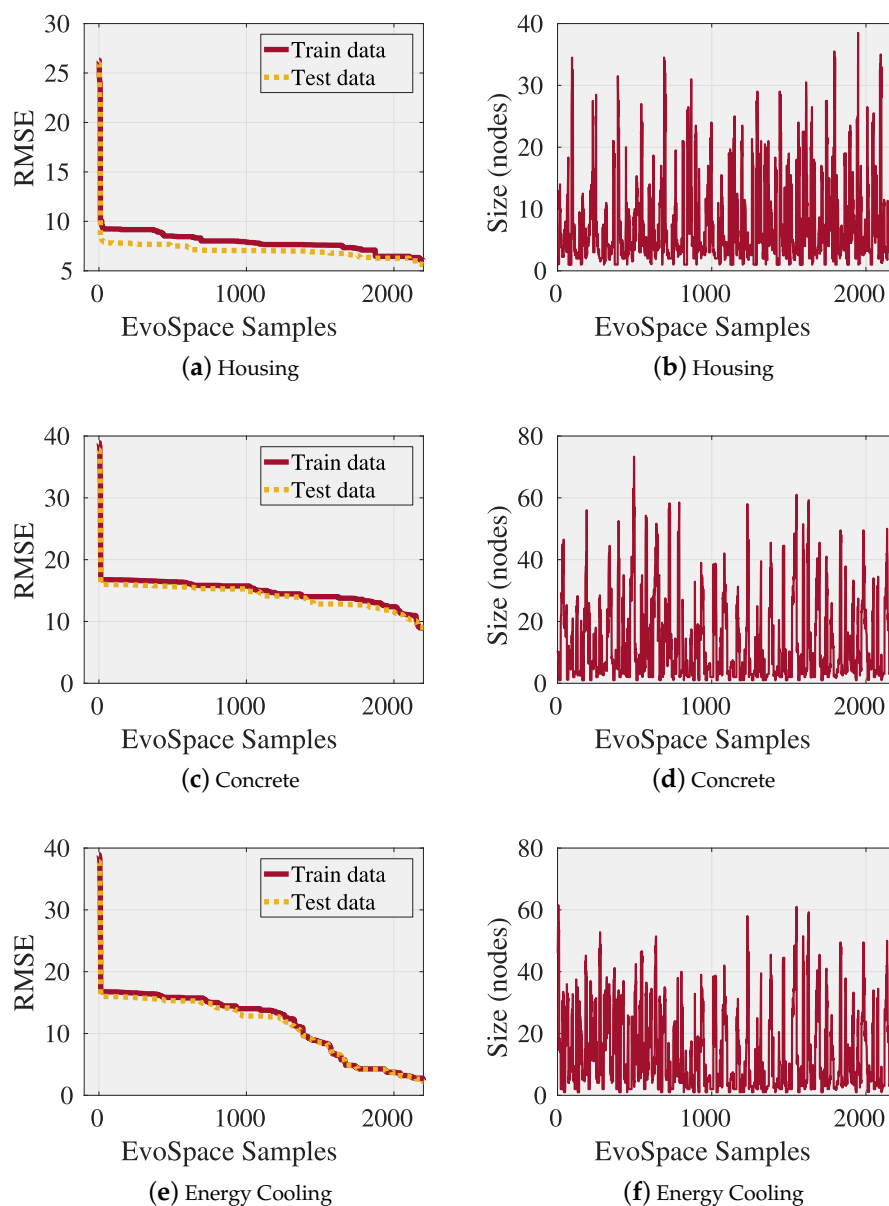 30
25
20
15
10
5
RMSE
Train data
Test data
0
1000
2000
EvoSpace Samples
(a) Housing
40
30
20
10
0
Size (nodes)
0
1000
2000
EvoSpace Samples
(b) Housing
40
30
20
10
0
RMSE
Train data
Test data
0
1000
2000
EvoSpace Samples
(c) Concrete
80
60
40
20
0
Size (nodes)
0
1000
2000
EvoSpace Samples
(d) Concrete
40
30
20
10
0
RMSE
Train data
Test data
0
1000
2000
EvoSpace Samples
(e) Energy Cooling
80
60
40
20
0
Size (nodes)
0
1000
2000
EvoSpace Samples
(f) Energy Cooling